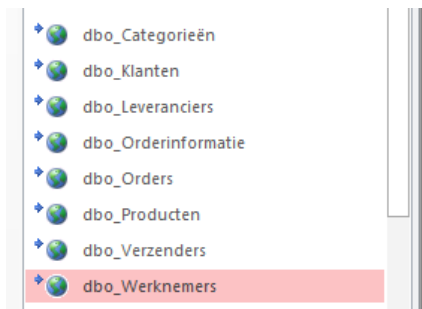 dbo_Categorieën
dbo_Klanten
dbo_Leveranciers
dbo_Orderinformatie
dbo_Orders
dbo_Producten
dbo_Verzenders
dbo_Werknemers